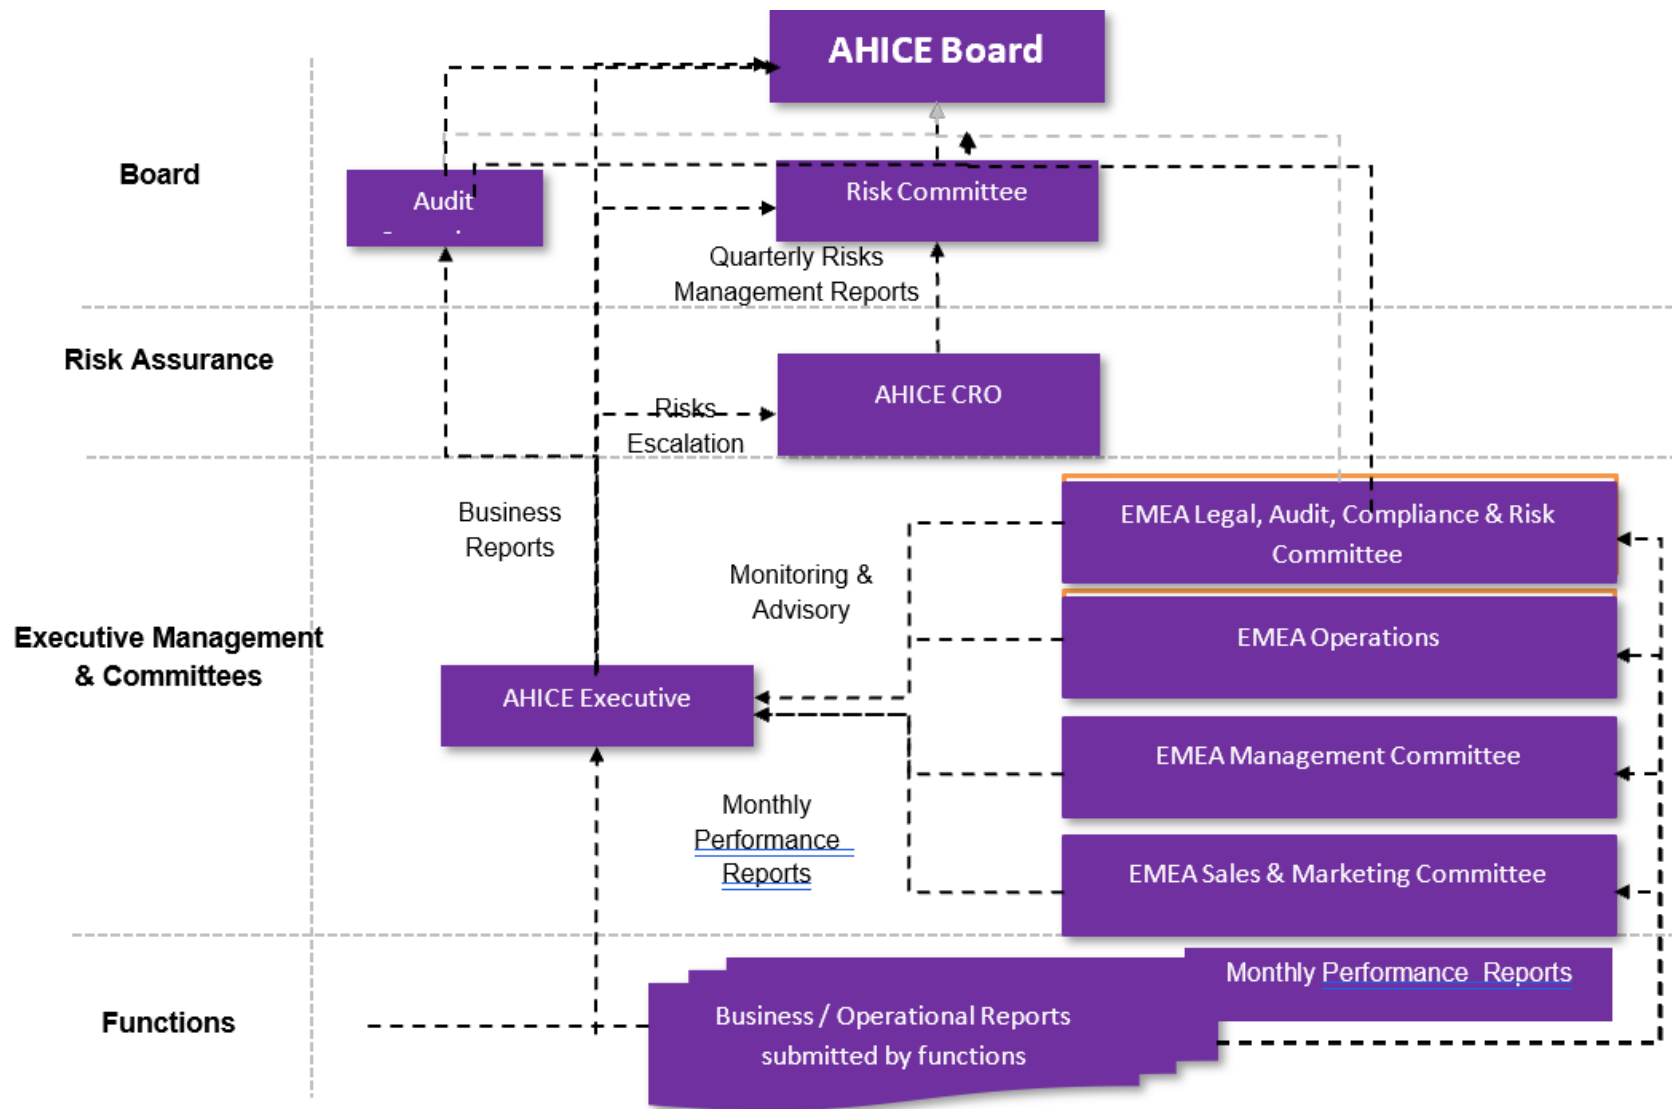 AHICE Board
Board
Audit
Risk Committee
Quarterly Risks
Management Reports
Risk Assurance
AHICE CRO
Risks
Escalation
Business
Reports
EMEA Legal, Audit, Compliance & Risk
Committee
Monitoring &
Advisory
EMEA Operations
Executive Management
& Committees
AHICE Executive
EMEA Management Committee
Monthly
Performance
Reports
EMEA Sales & Marketing Committee
Monthly Performance Reports
Functions
Business / Operational Reports
submitted by functions